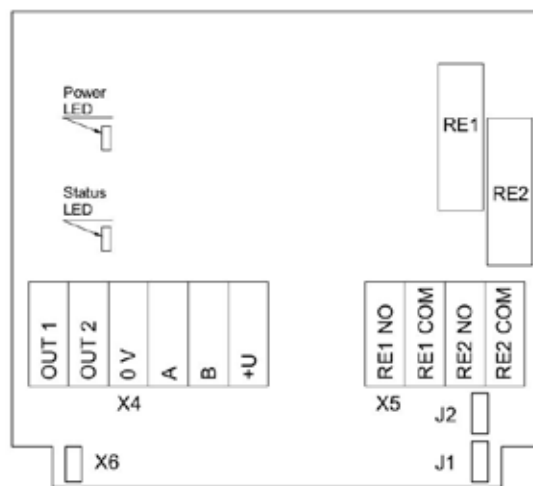 Power
LED
RE1
Status
LED
RE2
OUT 1
OUT 2
0 V
A
B
+U
RE1 NO
RE1 COM
RE2 NO
RE2 COM
X4
X5
J2
X6
J1